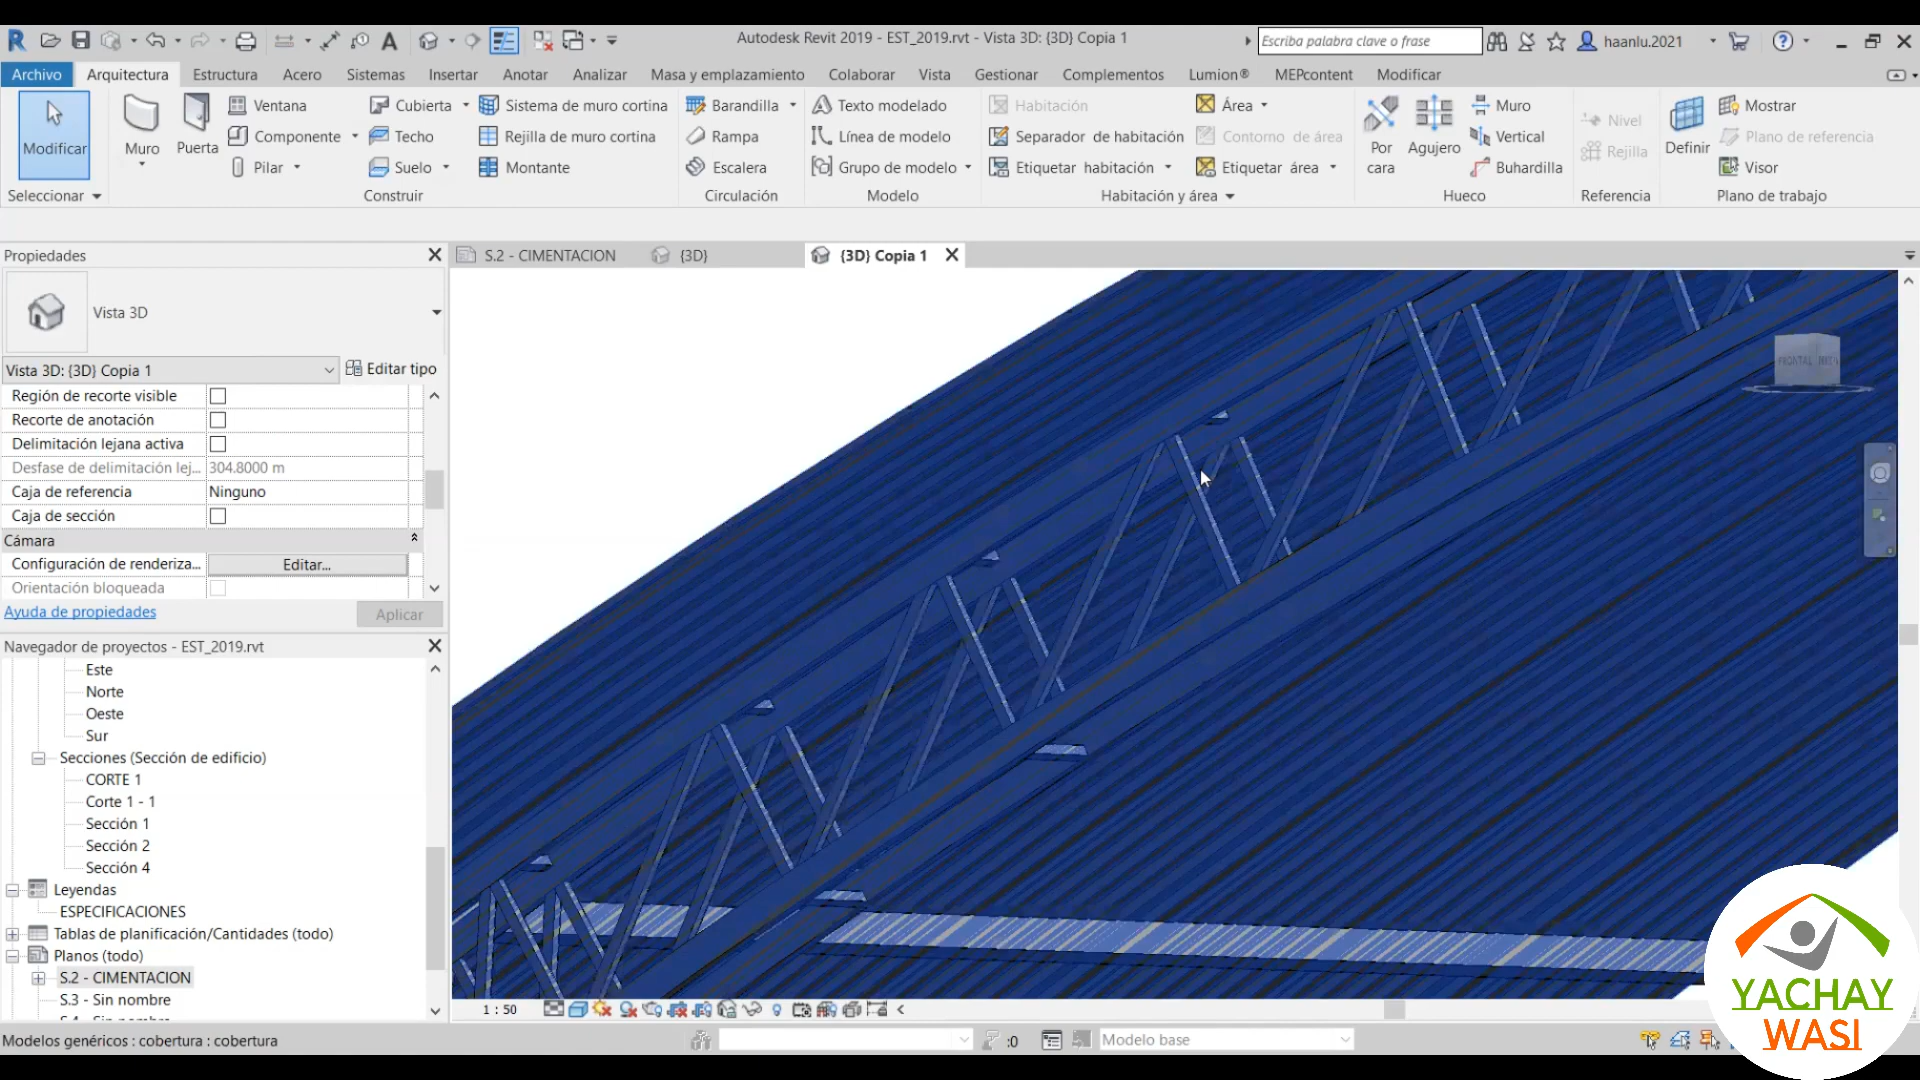 Autodesk Revit 2019 - EST_2019.rvt - Vista 3D: {3D} Copia 1
Escriba palabra clave o frase
haanlu.2021
Archivo Arquitectura Estructura Acero Sistemas Insertar Anotar Analizar Masa y emplazamiento Colaborar Vista Gestionar Complementos Lumion® MEPcontent Modificar
Modificar
Seleccionar
Muro
Puerta
Ventana
Componente
Pilar
Cubierta
Techo
Suelo
Sistema de muro cortina
Rejilla de muro cortina
Montante
Construir
Barandilla
Rampa
Escalera
Circulación
Texto modelado
Línea de modelo
Grupo de modelo
Modelo
Habitación
Separador de habitación
Etiquetar habitación
Área
Contorno de área
Etiquetar área
Habitación y área
Por cara
Agujero
Muro
Vertical
Buhardilla
Hueco
Nivel
Rejilla
Referencia
Definir
Mostrar
Plano de referencia
Visor
Plano de trabajo
Propiedades
S.2 - CIMENTACION {3D} {3D} Copia 1
Vista 3D
Vista 3D: {3D} Copia 1 Editar tipo
Región de recorte visible
Recorte de anotación
Delimitación lejana activa
Desfase de delimitación lej... 304.8000 m
Caja de referencia Ninguno
Caja de sección
Cámara
Configuración de renderiza... Editar...
Orientación bloqueada
Ayuda de propiedades Aplicar
Navegador de proyectos - EST_2019.rvt
Este
Norte
Oeste
Sur
Secciones (Sección de edificio)
CORTE 1
Corte 1 - 1
Sección 1
Sección 2
Sección 4
Leyendas
ESPECIFICACIONES
Tablas de planificación/Cantidades (todo)
Planos (todo)
S.2 - CIMENTACION
S.3 - Sin nombre
FRONTAL
1 : 50
Modelos genéricos : cobertura : cobertura
:0
Modelo base
YACHAY
WASI